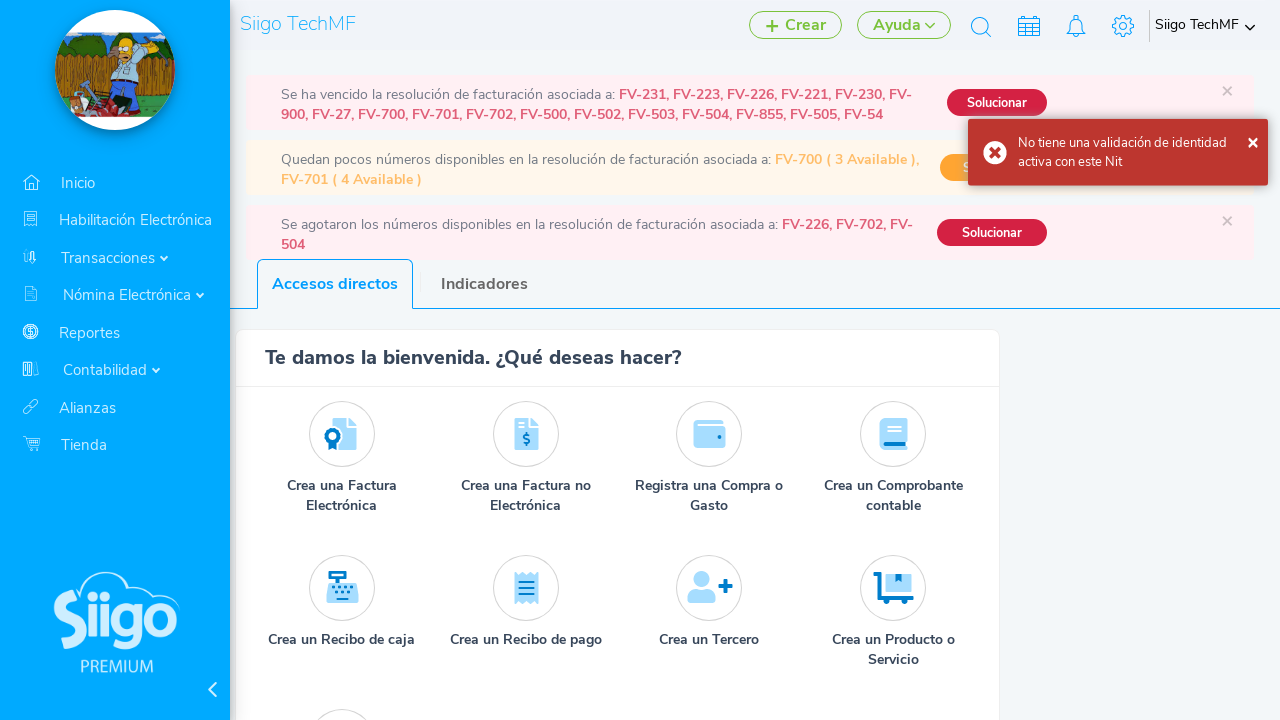 Siigo TechMF
Crear
Ayuda
Siigo TechMF
Inicio
Habilitación Electrónica
Transacciones
Nómina Electrónica
Reportes
Contabilidad
Alianzas
Tienda
Siigo
PREMIUM
Se ha vencido la resolución de facturación asociada a: FV-231, FV-223, FV-226, FV-221, FV-230, FV-
900, FV-27, FV-700, FV-701, FV-702, FV-500, FV-502, FV-503, FV-504, FV-855, FV-505, FV-54
Solucionar
×
No tiene una validación de identidad
activa con este Nit
×
Quedan pocos números disponibles en la resolución de facturación asociada a: FV-700 ( 3 Available ),
FV-701 ( 4 Available )
Se agotaron los números disponibles en la resolución de facturación asociada a: FV-226, FV-702, FV-
504
Solucionar
×
Accesos directos
Indicadores
Te damos la bienvenida. ¿Qué deseas hacer?
Crea una Factura
Electrónica
Crea una Factura no
Electrónica
Registra una Compra o
Gasto
Crea un Comprobante
contable
Crea un Recibo de caja
Crea un Recibo de pago
Crea un Tercero
Crea un Producto o
Servicio